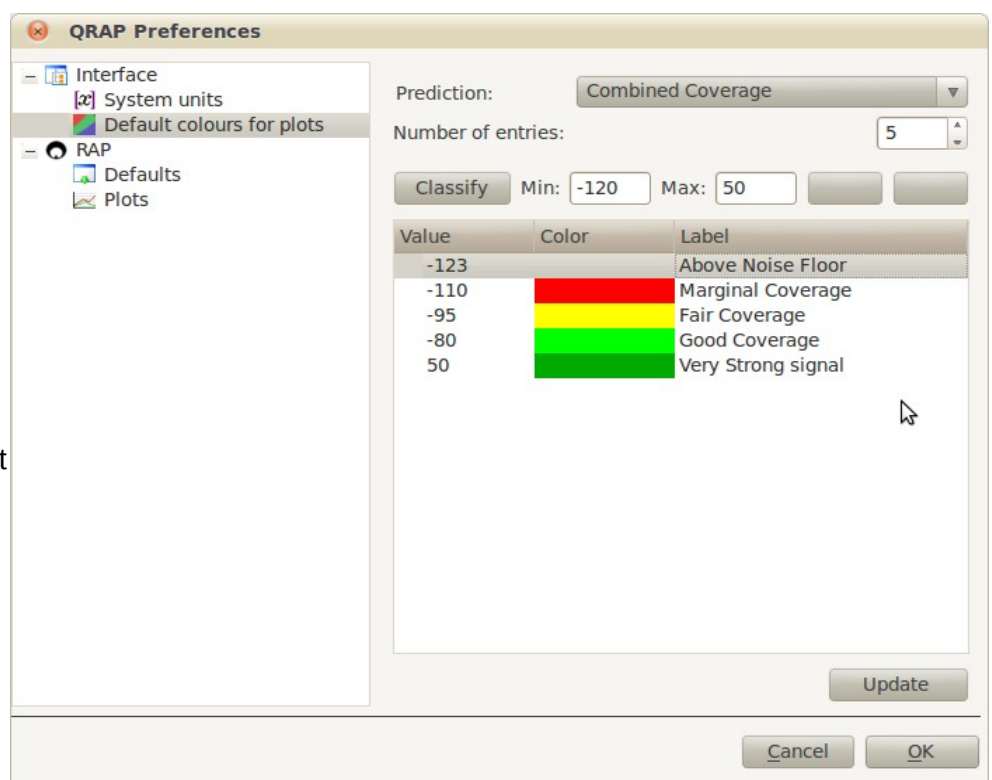 QRAP Preferences
Interface
[x] System units
Default colours for plots
RAP
Defaults
Plots
Prediction: Combined Coverage
Number of entries: 5
Classify Min: -120 Max: 50
Value Color Label
-123 Above Noise Floor
-110 Marginal Coverage
-95 Fair Coverage
-80 Good Coverage
50 Very Strong signal
t
Update
Cancel OK